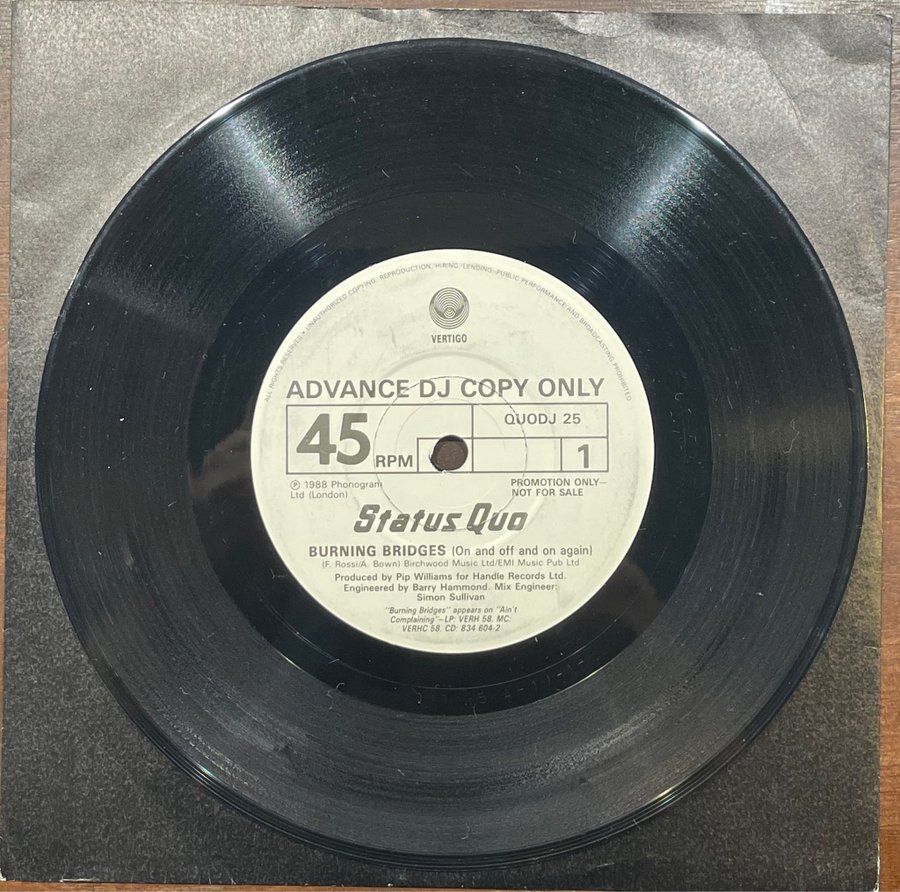 ALL RIGHTS RESERVED • UNAUTHORIZED COPYING, REPRODUCTION, HIRING, LENDING, PUBLIC PERFORMANCE AND BROADCASTING PROHIBITED
VERTIGO
ADVANCE DJ COPY ONLY
45 RPM
QUODJ 25
1
℗ 1988 Phonogram
Ltd (London)
PROMOTION ONLY—
NOT FOR SALE
Status Quo
BURNING BRIDGES (On and off and on again)
(F. Rossi/A. Bown) Birchwood Music Ltd/EMI Music Pub Ltd
Produced by Pip Williams for Handle Records Ltd.
Engineered by Barry Hammond. Mix Engineer:
Simon Sullivan
"Burning Bridges" appears on "Ain't
Complaining"–LP: VERH 58. MC:
VERHC 58. CD: 834 604-2